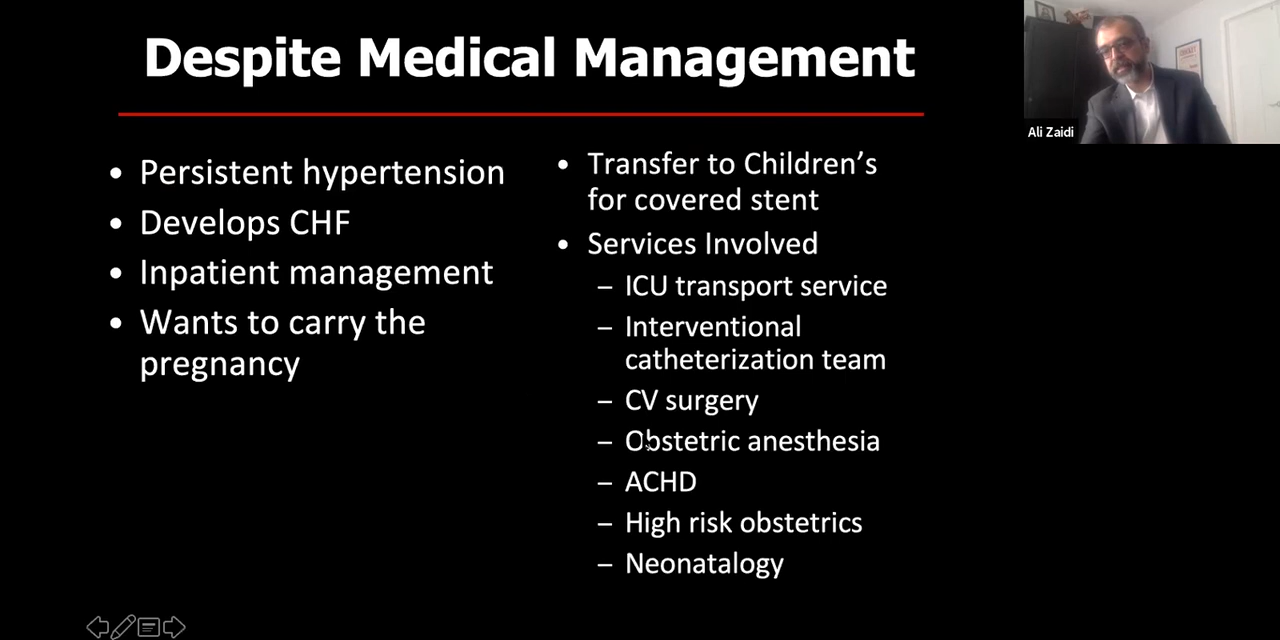 Despite Medical Management
• Persistent hypertension
• Develops CHF
• Inpatient management
• Wants to carry the
pregnancy
• Transfer to Children’s
for covered stent
• Services Involved
– ICU transport service
– Interventional
catheterization team
– CV surgery
– Obstetric anesthesia
– ACHD
– High risk obstetrics
– Neonatalogy
Ali Zaidi